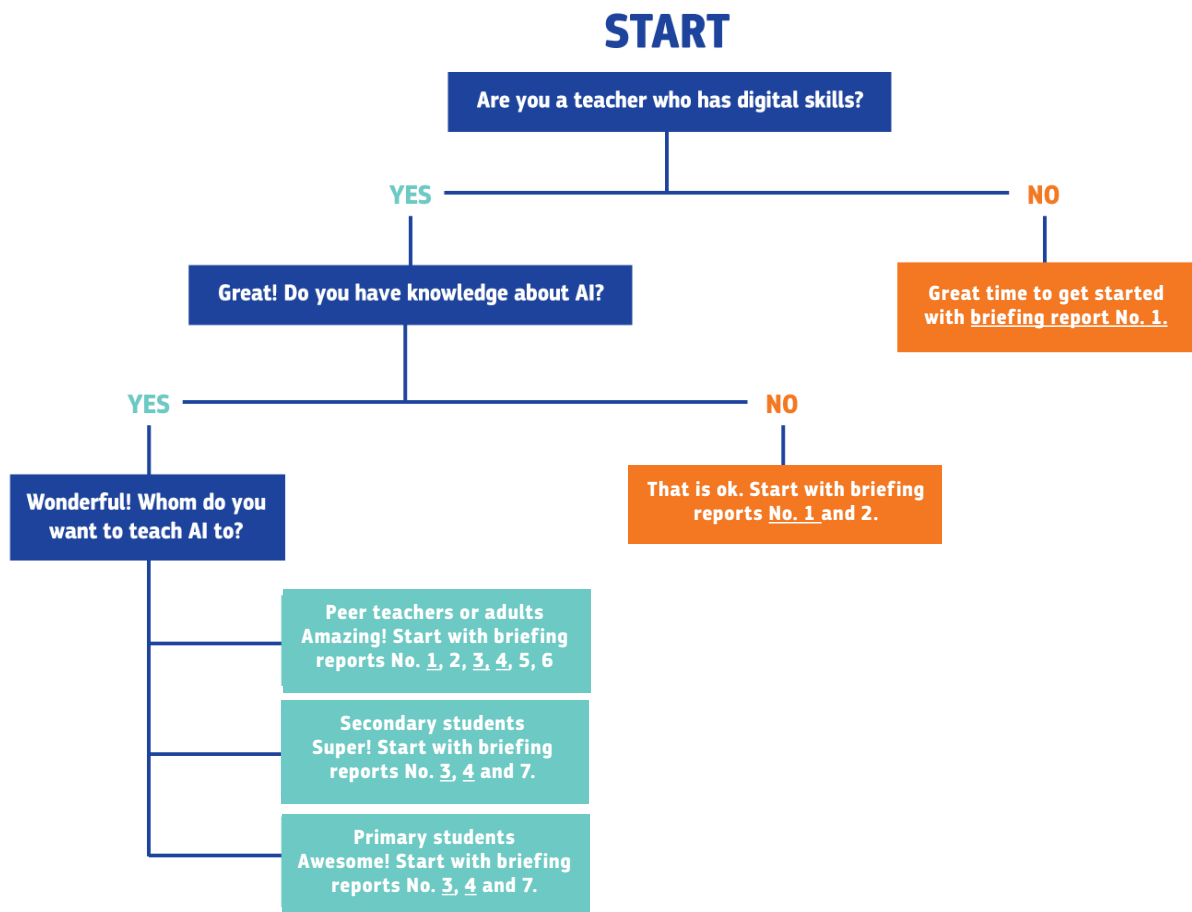 START
Are you a teacher who has digital skills?
YES
NO
Great! Do you have knowledge about AI?
Great time to get started
with briefing report No. 1.
YES
NO
Wonderful! Whom do you
want to teach AI to?
That is ok. Start with briefing
reports No. 1 and 2.
Peer teachers or adults
Amazing! Start with briefing
reports No. 1, 2, 3, 4, 5, 6
Secondary students
Super! Start with briefing
reports No. 3, 4 and 7.
Primary students
Awesome! Start with briefing
reports No. 3, 4 and 7.